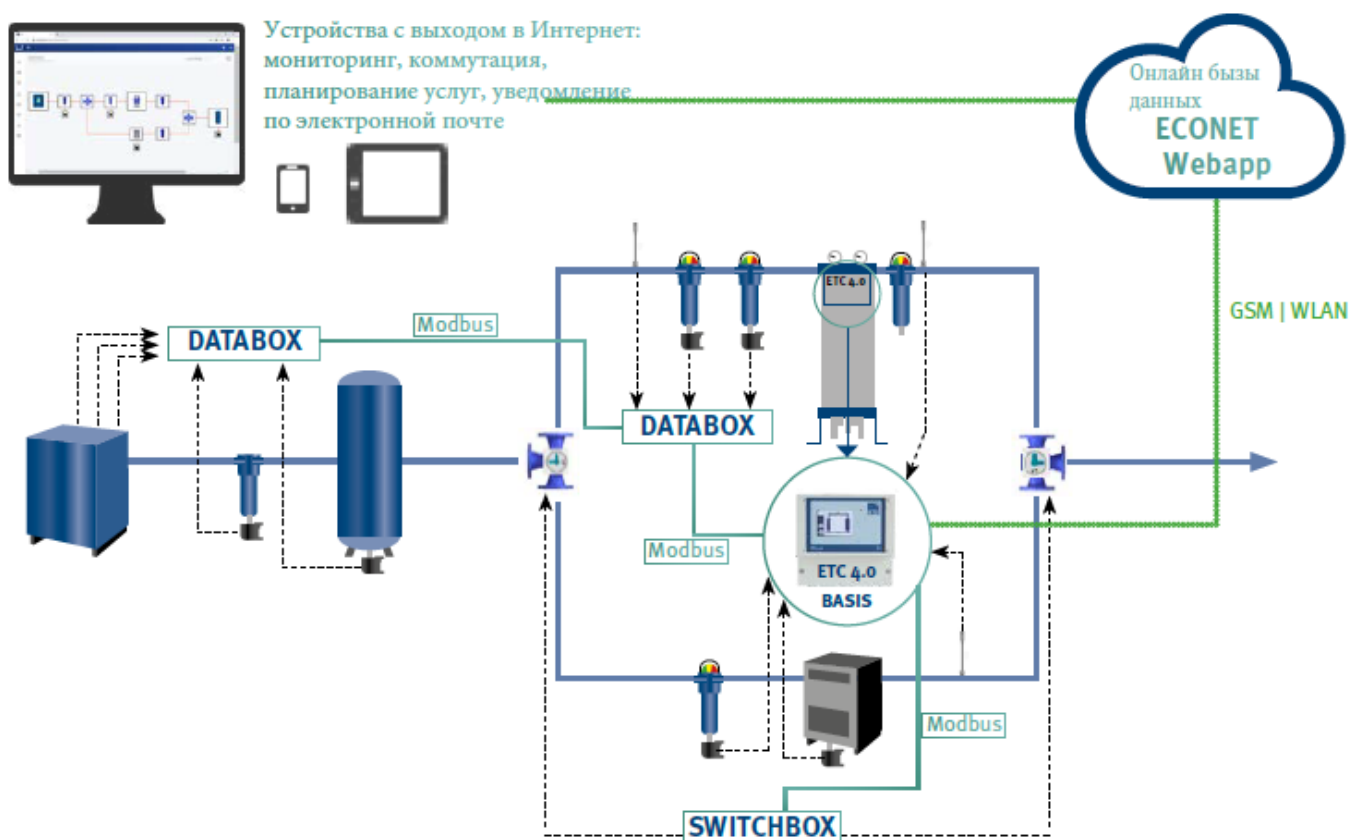 Устройства с выходом в Интернет:
мониторинг, коммутация,
планирование услуг, уведомление
по электронной почте
Онлайн бызы
данных
ECONET
Webapp
GSM | WLAN
ETC 4.0
Modbus
DATABOX
DATABOX
Modbus
ETC 4.0
BASIS
Modbus
SWITCHBOX